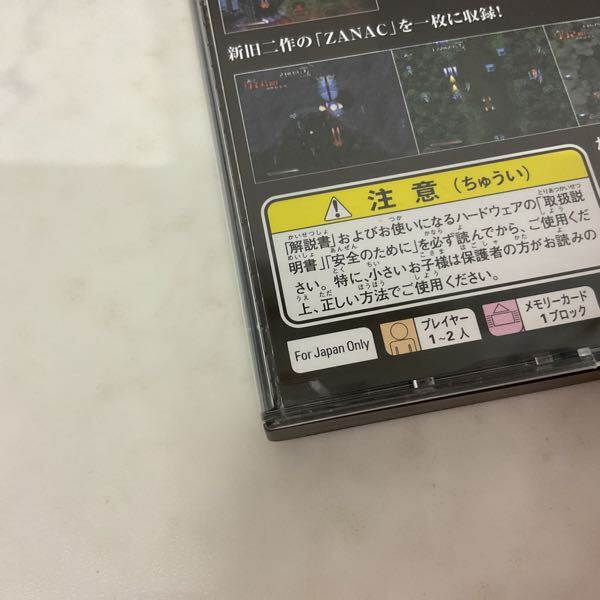 新旧二作の「ZANAC」を一枚に収録!
注意(ちゅうい)
「解説書」およびお使いになるハードウェアの「取扱説
明書」「安全のために」を必ず読んでから、ご使用くだ
さい。特に、小さいお子様は保護者の方がお読みの
上、正しい方法でご使用ください。
For Japan Only
プレイヤー
1~2人
メモリーカード
1ブロック